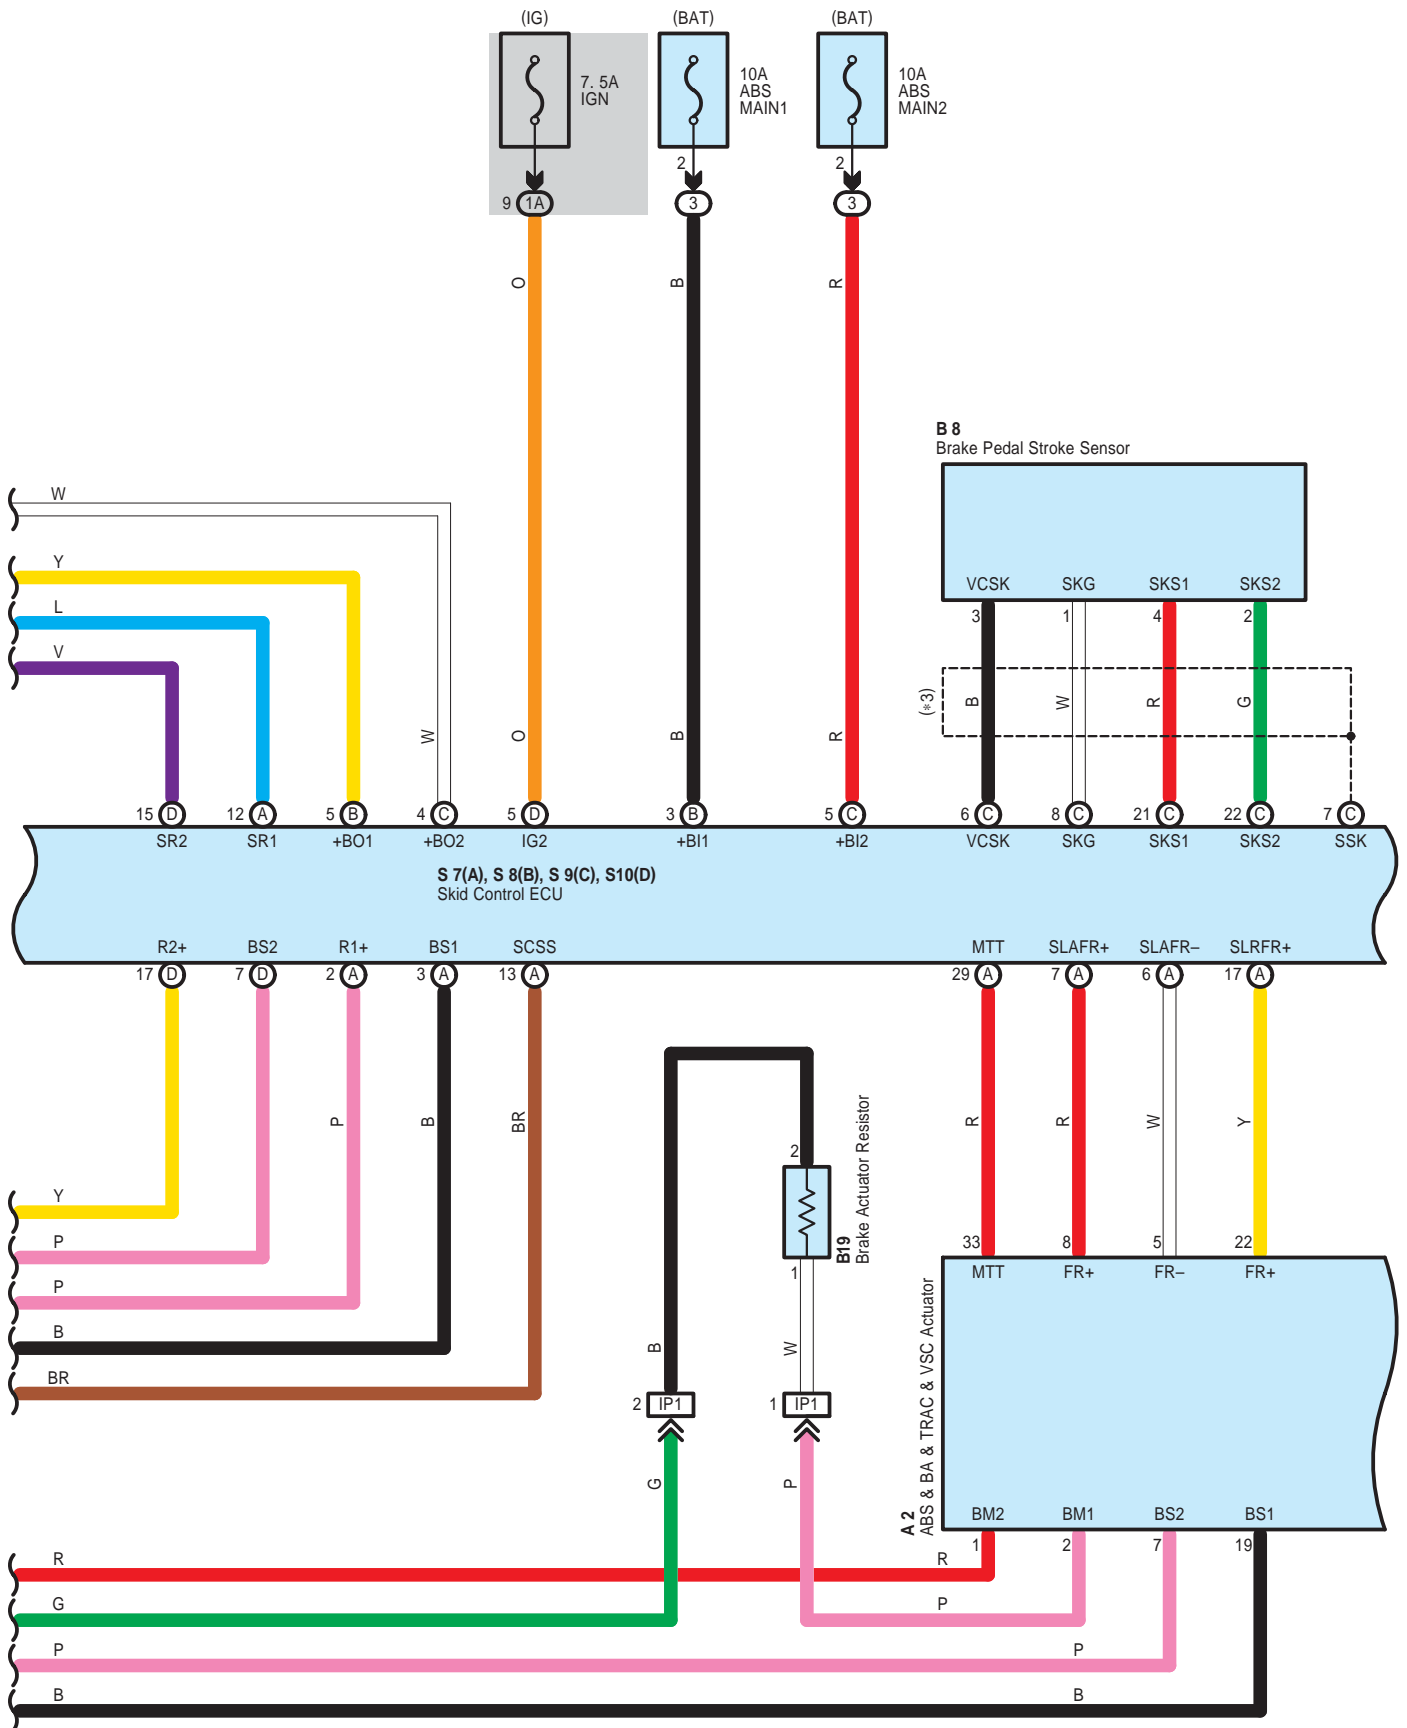 (IG)
(BAT)
(BAT)
7. 5A
IGN
10A
ABS
MAIN1
10A
ABS
MAIN2
2
2
9
1A
3
3
O
B
R
B 8
Brake Pedal Stroke Sensor
VCSK
SKG
SKS1
SKS2
3
1
4
2
W
Y
L
V
(*3)
B
W
R
G
W
O
B
R
15
D
12
A
5
B
4
C
5
D
3
B
5
C
6
C
8
C
21
C
22
C
7
C
SR2
SR1
+BO1
+BO2
IG2
+BI1
+BI2
VCSK
SKG
SKS1
SKS2
SSK
S 7(A), S 8(B), S 9(C), S10(D)
Skid Control ECU
R2+
BS2
R1+
BS1
SCSS
MTT
SLAFR+
SLAFR–
SLRFR+
17
D
7
D
2
A
3
A
13
A
29
A
7
A
6
A
17
A
P
B
BR
R
R
W
Y
2
B19
Brake Actuator Resistor
1
Y
P
P
B
BR
33
8
5
22
MTT
FR+
FR–
FR+
A 2
ABS & BA & TRAC & VSC Actuator
B
W
2
IP1
1
IP1
G
P
BM2
BM1
BS2
BS1
1
2
7
19
R
R
G
P
P
P
B
B